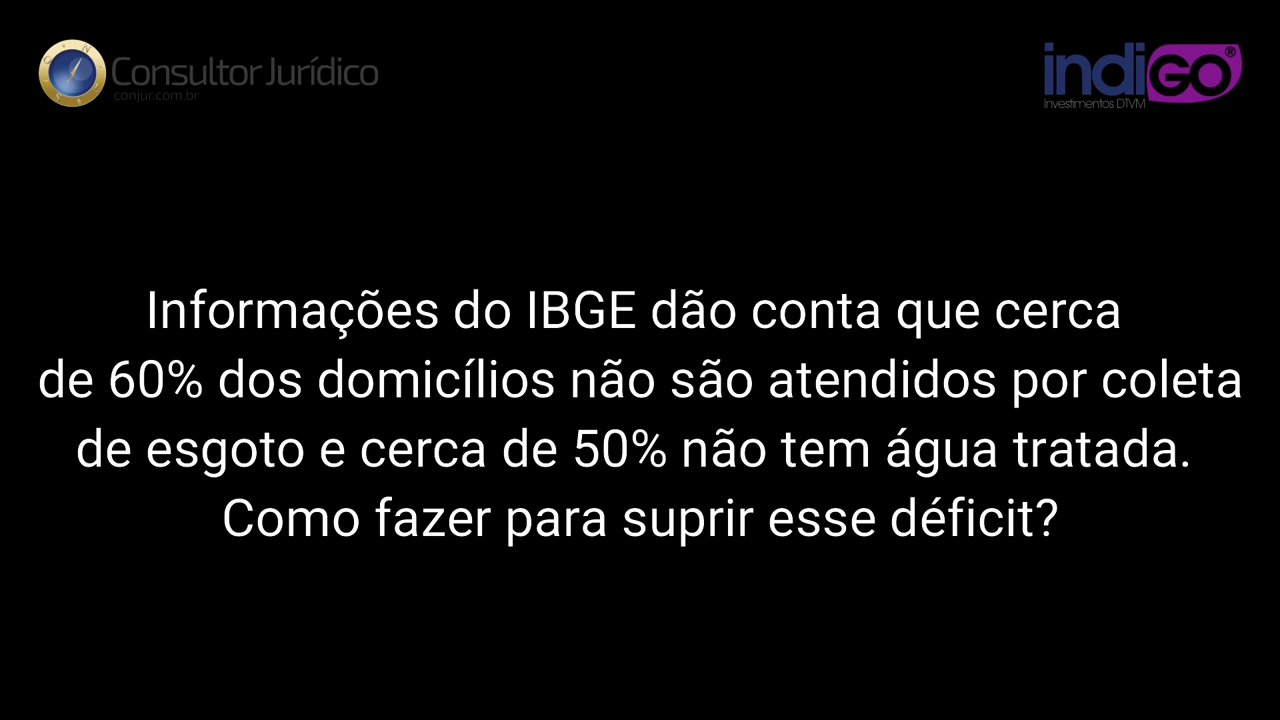 Consultor Jurídico
conjur.com.br
indiGO®
Investimentos DTVM
Informações do IBGE dão conta que cerca
de 60% dos domicílios não são atendidos por coleta
de esgoto e cerca de 50% não tem água tratada.
Como fazer para suprir esse déficit?